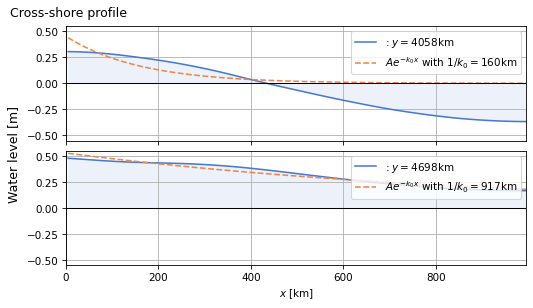 Cross-shore profile
Water level [m]
0.50
0.25
0.00
−0.25
−0.50
: y = 4058km
Ae^{−k₀x} with 1/k₀ = 160km
0.50
0.25
0.00
−0.25
−0.50
: y = 4698km
Ae^{−k₀x} with 1/k₀ = 917km
0 200 400 600 800
x [km]